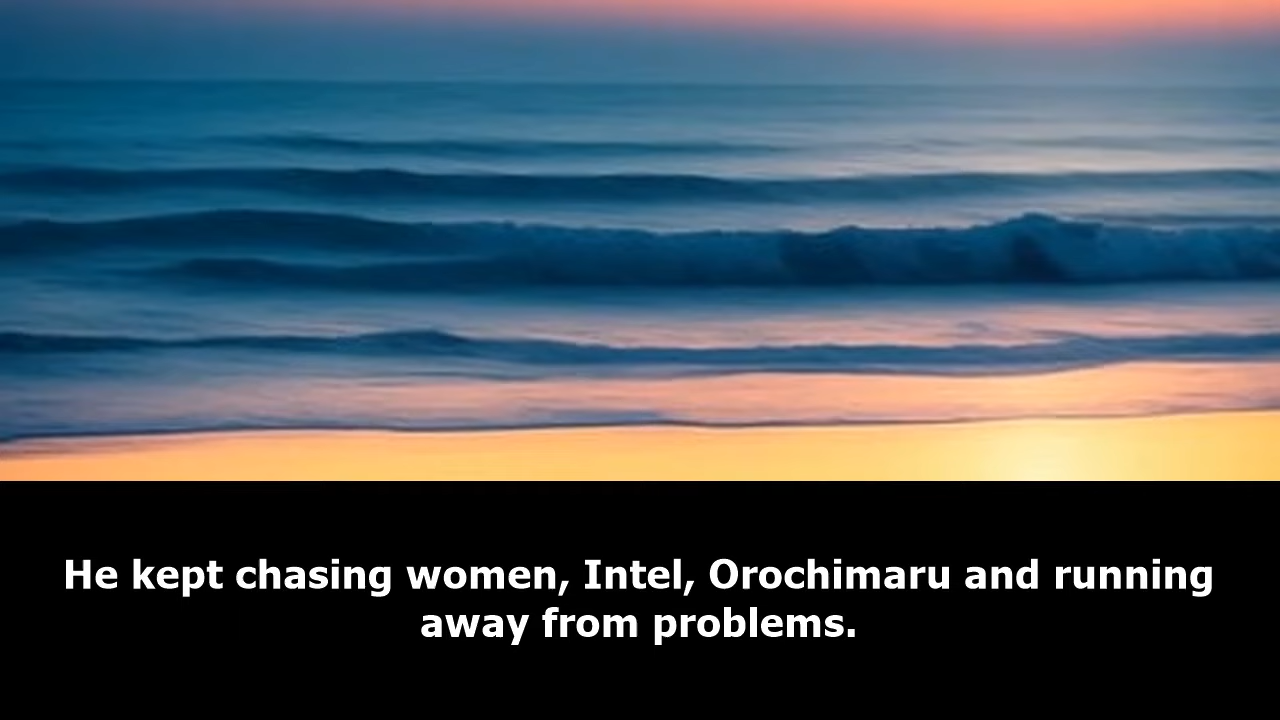 He kept chasing women, Intel, Orochimaru and running
away from problems.